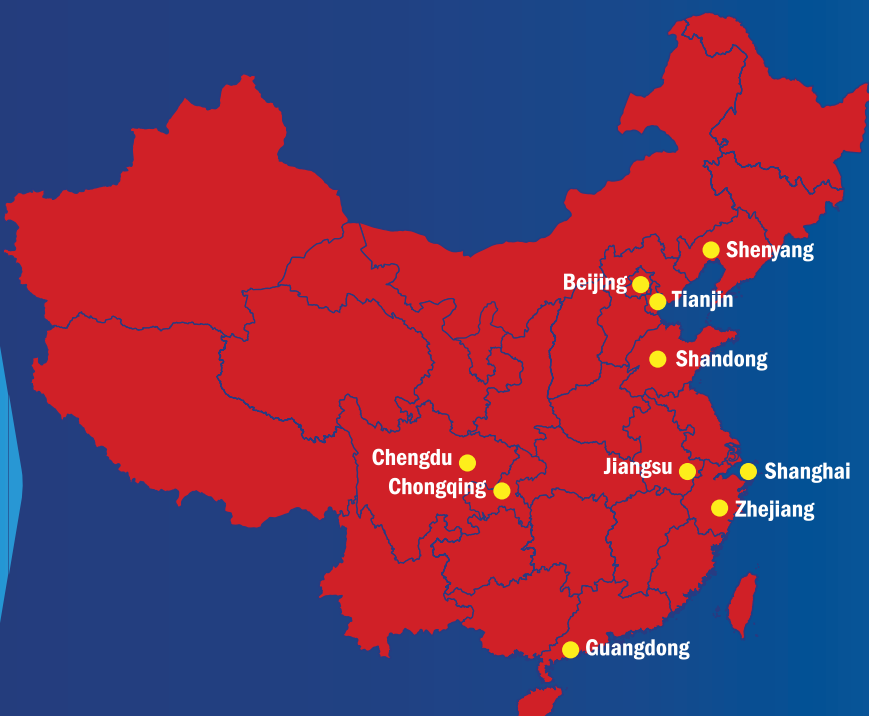 Shenyang
Beijing
Tianjin
Shandong
Chengdu
Jiangsu
Shanghai
Chongqing
Zhejiang
Guangdong